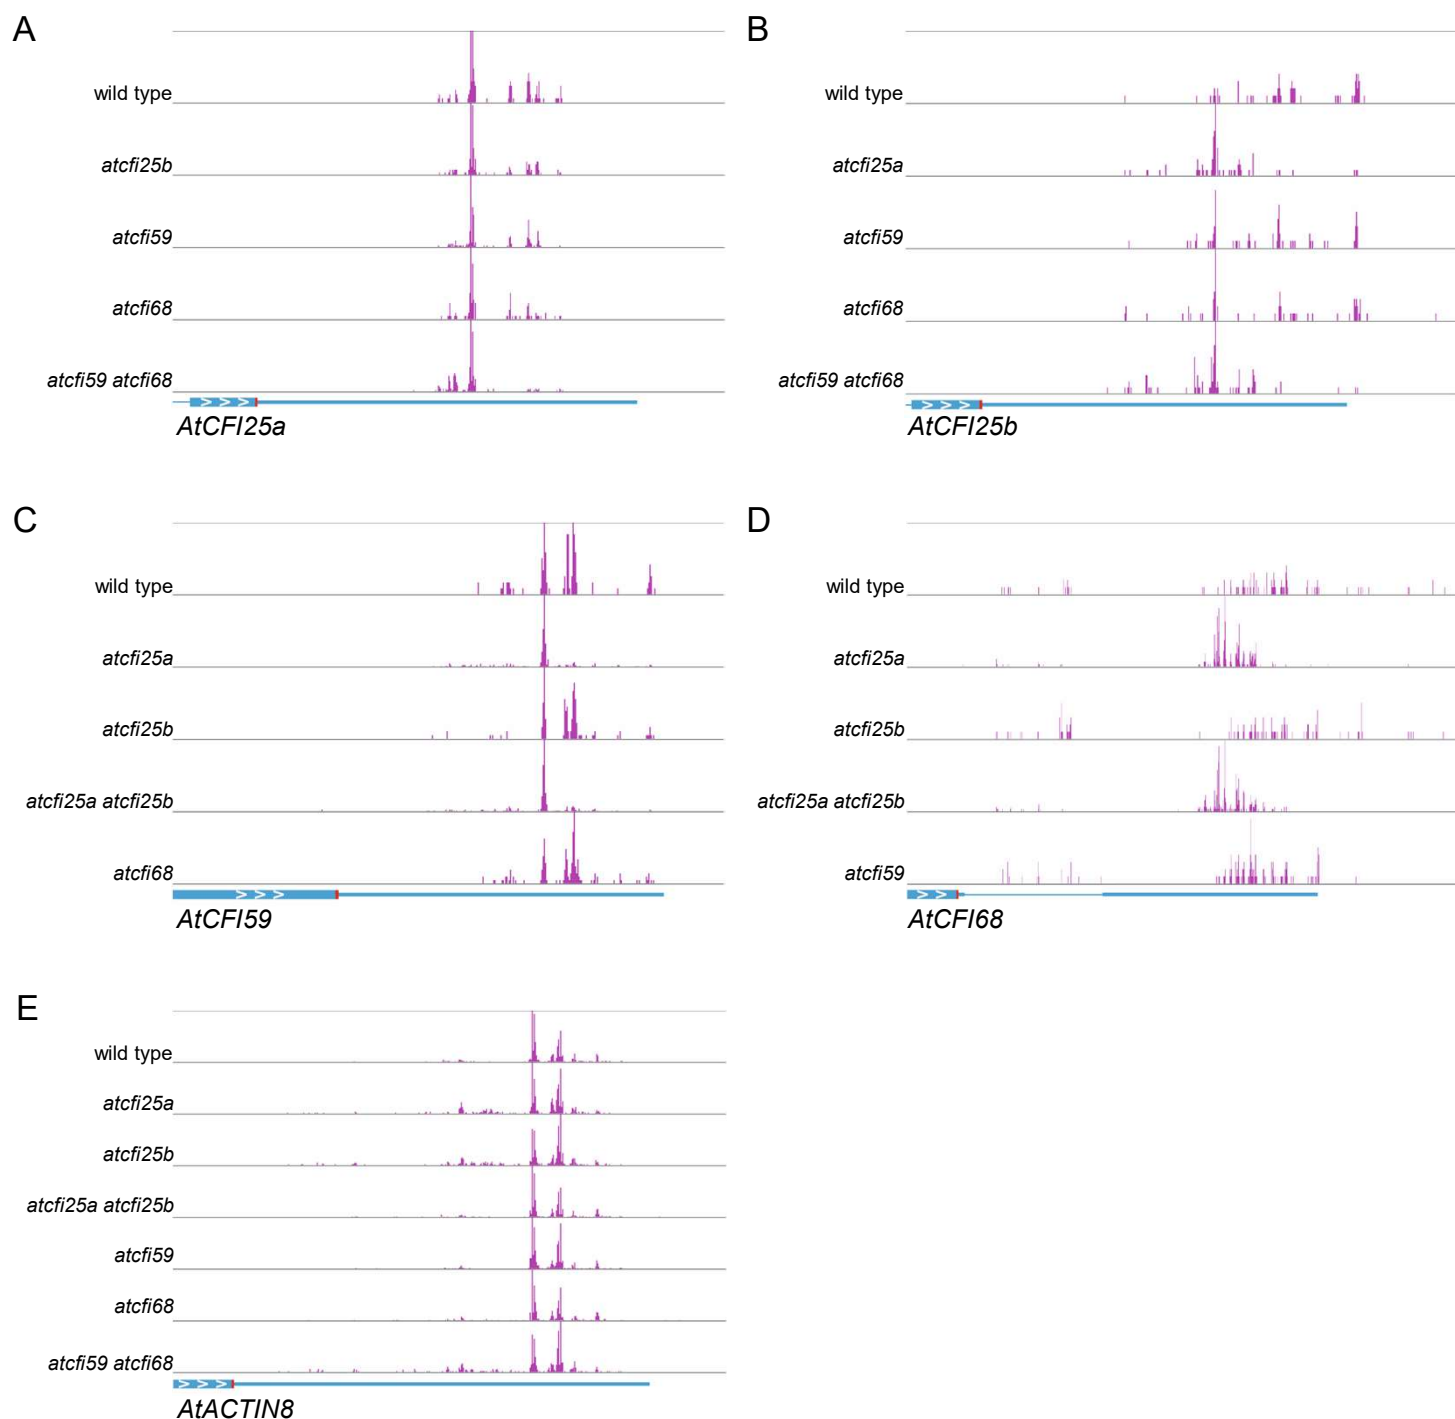 A
wild type
atcfi25b
atcfi59
atcfi68
atcfi59 atcfi68
AtCFI25a
B
wild type
atcfi25a
atcfi59
atcfi68
atcfi59 atcfi68
AtCFI25b
C
wild type
atcfi25a
atcfi25b
atcfi25a atcfi25b
atcfi68
AtCFI59
D
wild type
atcfi25a
atcfi25b
atcfi25a atcfi25b
atcfi59
AtCFI68
E
wild type
atcfi25a
atcfi25b
atcfi25a atcfi25b
atcfi59
atcfi68
atcfi59 atcfi68
AtACTIN8